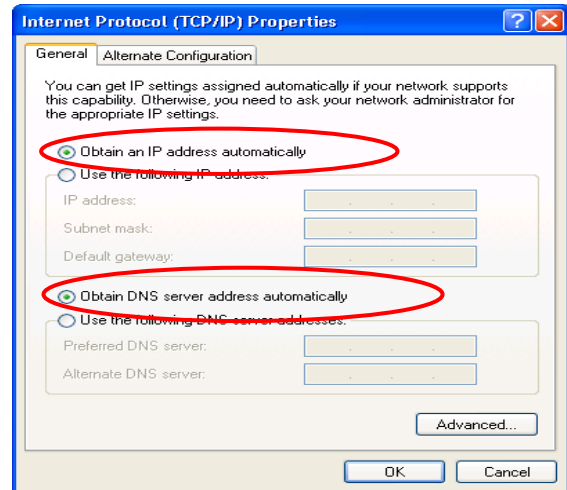 Internet Protocol (TCP/IP) Properties
General Alternate Configuration
You can get IP settings assigned automatically if your network supports
this capability. Otherwise, you need to ask your network administrator for
the appropriate IP settings.
Obtain an IP address automatically
Use the following IP address:
IP address:
Subnet mask:
Default gateway:
Obtain DNS server address automatically
Use the following DNS server addresses:
Preferred DNS server:
Alternate DNS server:
Advanced...
OK Cancel